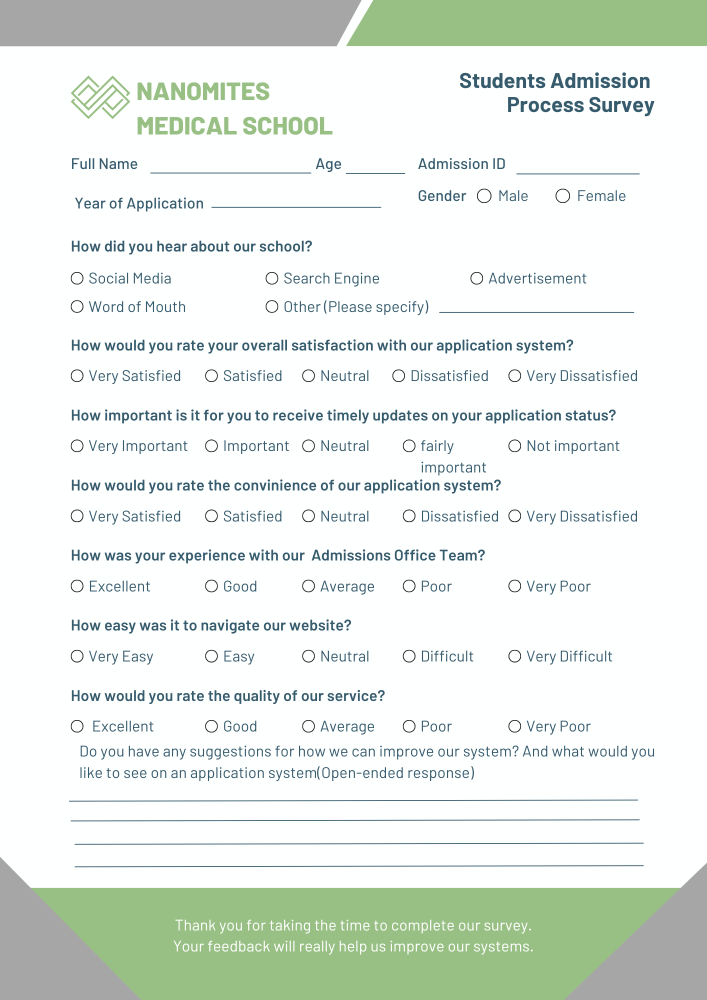 NANOMITES
MEDICAL SCHOOL
Students Admission
Process Survey
Full Name Age Admission ID
Year of Application Gender Male Female
How did you hear about our school?
Social Media Search Engine Advertisement
Word of Mouth Other (Please specify)
How would you rate your overall satisfaction with our application system?
Very Satisfied Satisfied Neutral Dissatisfied Very Dissatisfied
How important is it for you to receive timely updates on your application status?
Very Important Important Neutral fairly important Not important
How would you rate the convinience of our application system?
Very Satisfied Satisfied Neutral Dissatisfied Very Dissatisfied
How was your experience with our Admissions Office Team?
Excellent Good Average Poor Very Poor
How easy was it to navigate our website?
Very Easy Easy Neutral Difficult Very Difficult
How would you rate the quality of our service?
Excellent Good Average Poor Very Poor
Do you have any suggestions for how we can improve our system? And what would you
like to see on an application system(Open-ended response)
Thank you for taking the time to complete our survey.
Your feedback will really help us improve our systems.